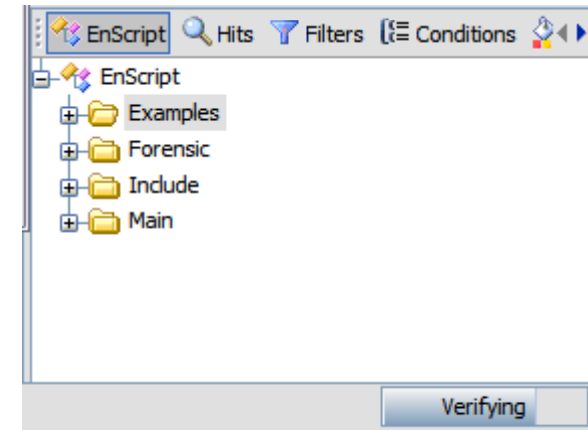 EnScript Hits Filters Conditions
EnScript
Examples
Forensic
Include
Main
Verifying